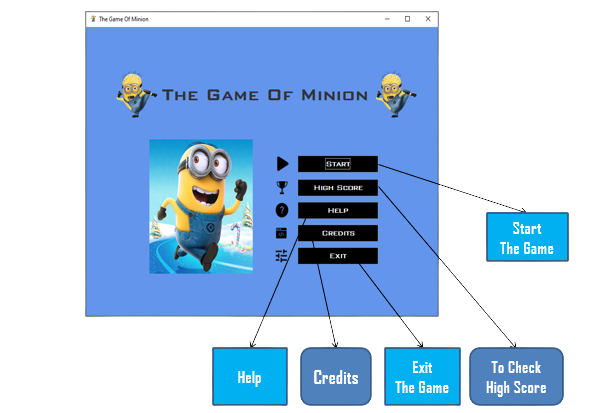 The Game Of Minion
The Game Of Minion
Start
High Score
Help
?
Credits
Exit
Start
The Game
Help
Credits
Exit
The Game
To Check
High Score